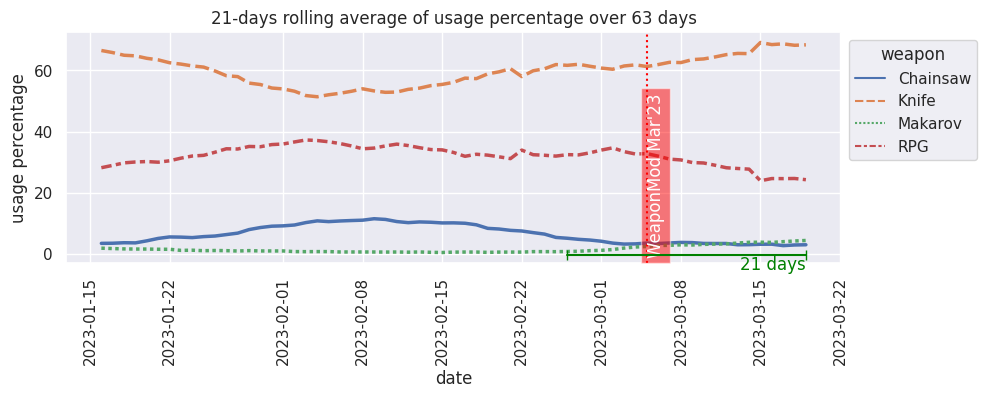 21-days rolling average of usage percentage over 63 days
usage percentage
60
40
20
0
WeaponMod Mar'23
21 days
2023-01-15
2023-01-22
2023-02-01
2023-02-08
2023-02-15
2023-02-22
2023-03-01
2023-03-08
2023-03-15
2023-03-22
date
weapon
Chainsaw
Knife
Makarov
RPG